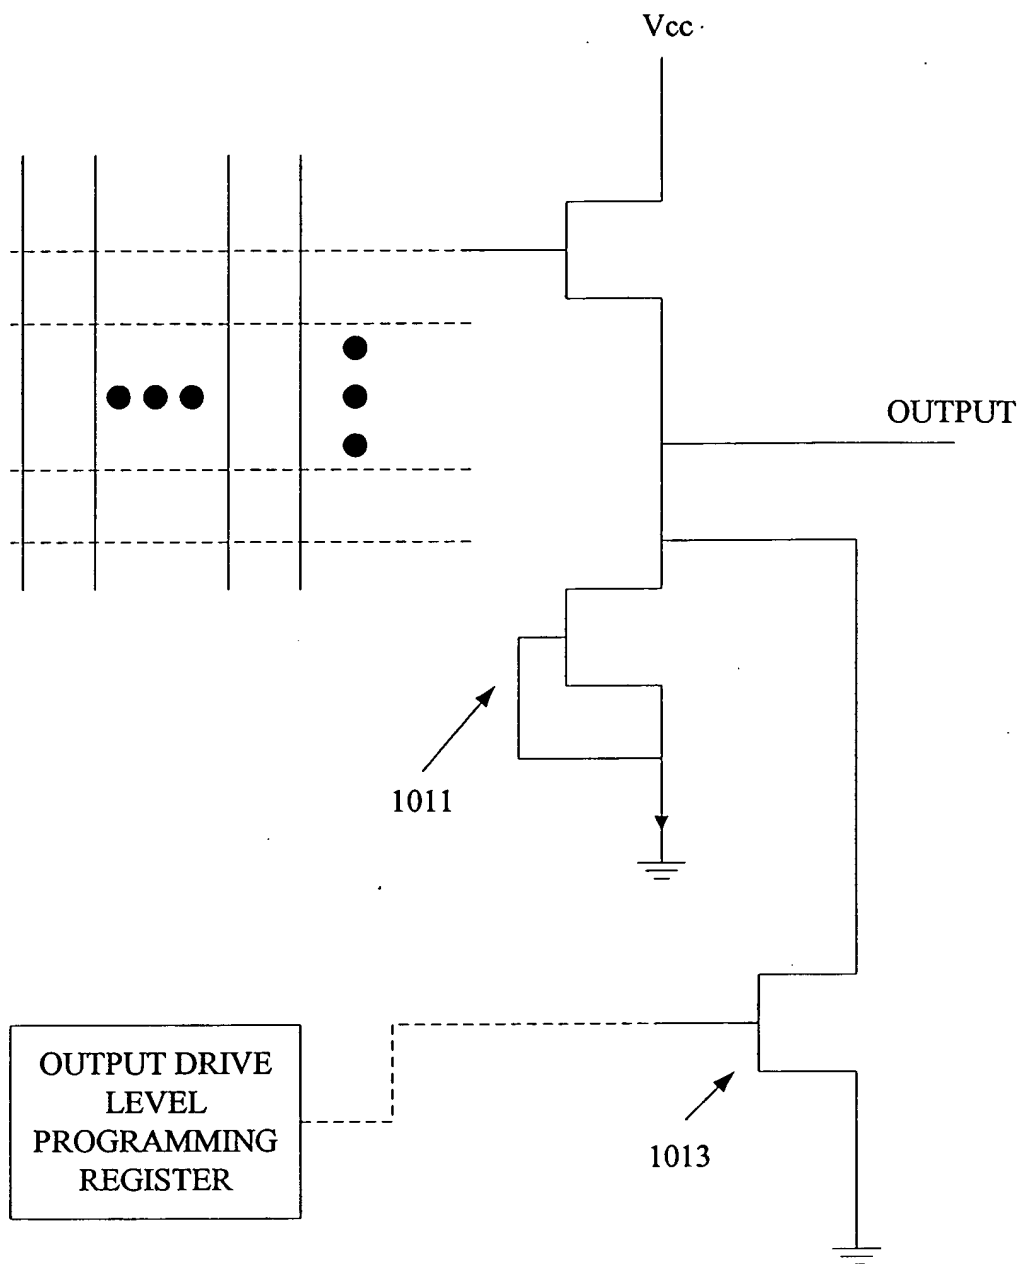 Vcc
OUTPUT
1011
OUTPUT DRIVE
LEVEL
PROGRAMMING
REGISTER
1013